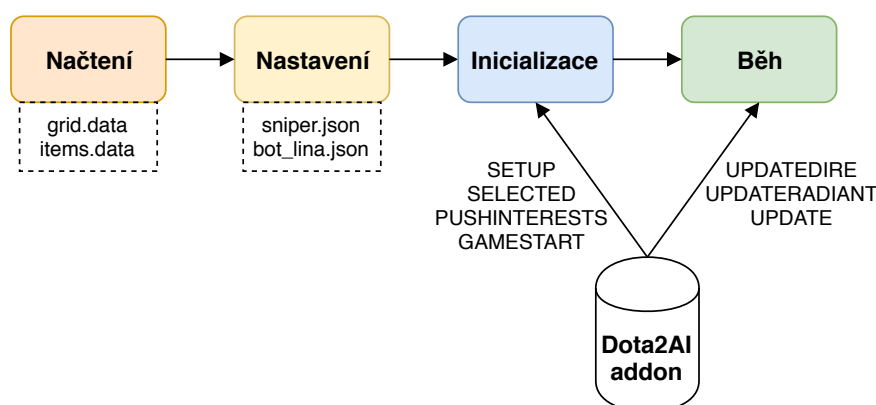 Načtení
Nastavení
Inicializace
Běh
grid.data
items.data
sniper.json
bot_lina.json
SETUP
SELECTED
PUSHINTERESTS
GAMESTART
UPDATEDIRE
UPDATERADIANT
UPDATE
Dota2AI
addon